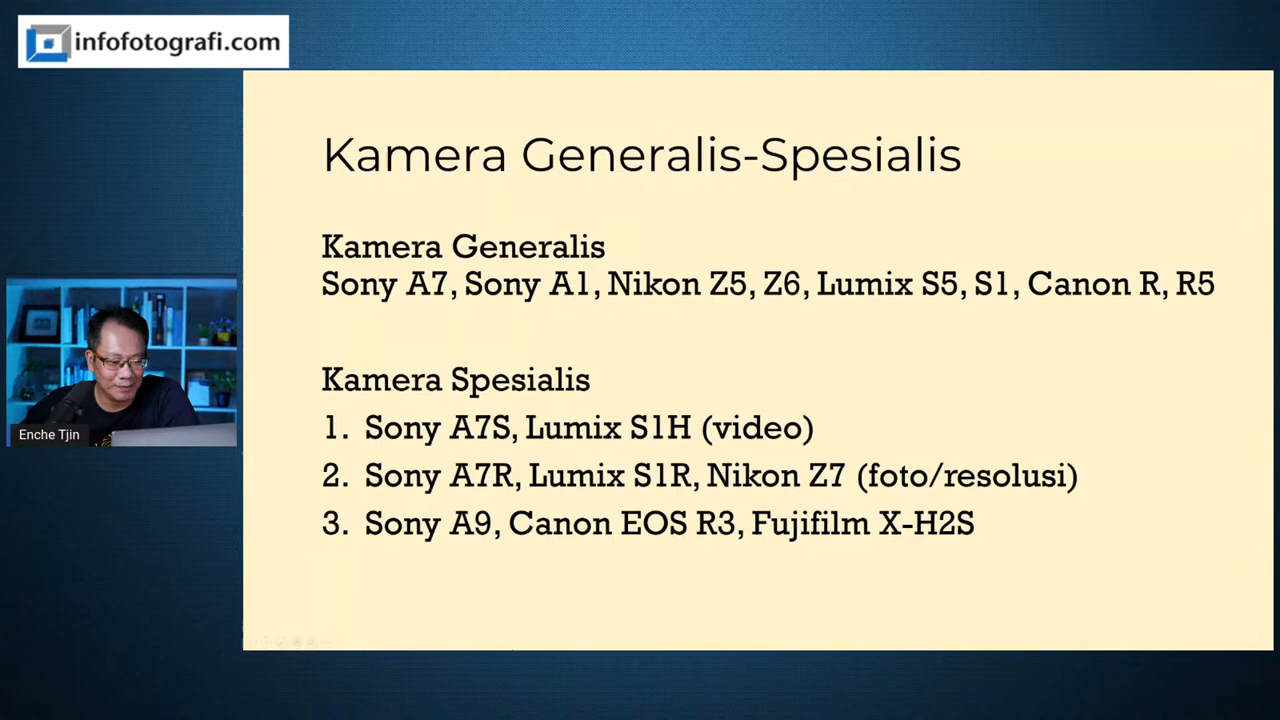 infofotografi.com
Kamera Generalis-Spesialis
Kamera Generalis
Sony A7, Sony A1, Nikon Z5, Z6, Lumix S5, S1, Canon R, R5
Kamera Spesialis
1. Sony A7S, Lumix S1H (video)
2. Sony A7R, Lumix S1R, Nikon Z7 (foto/resolusi)
3. Sony A9, Canon EOS R3, Fujifilm X-H2S
Enche Tjin